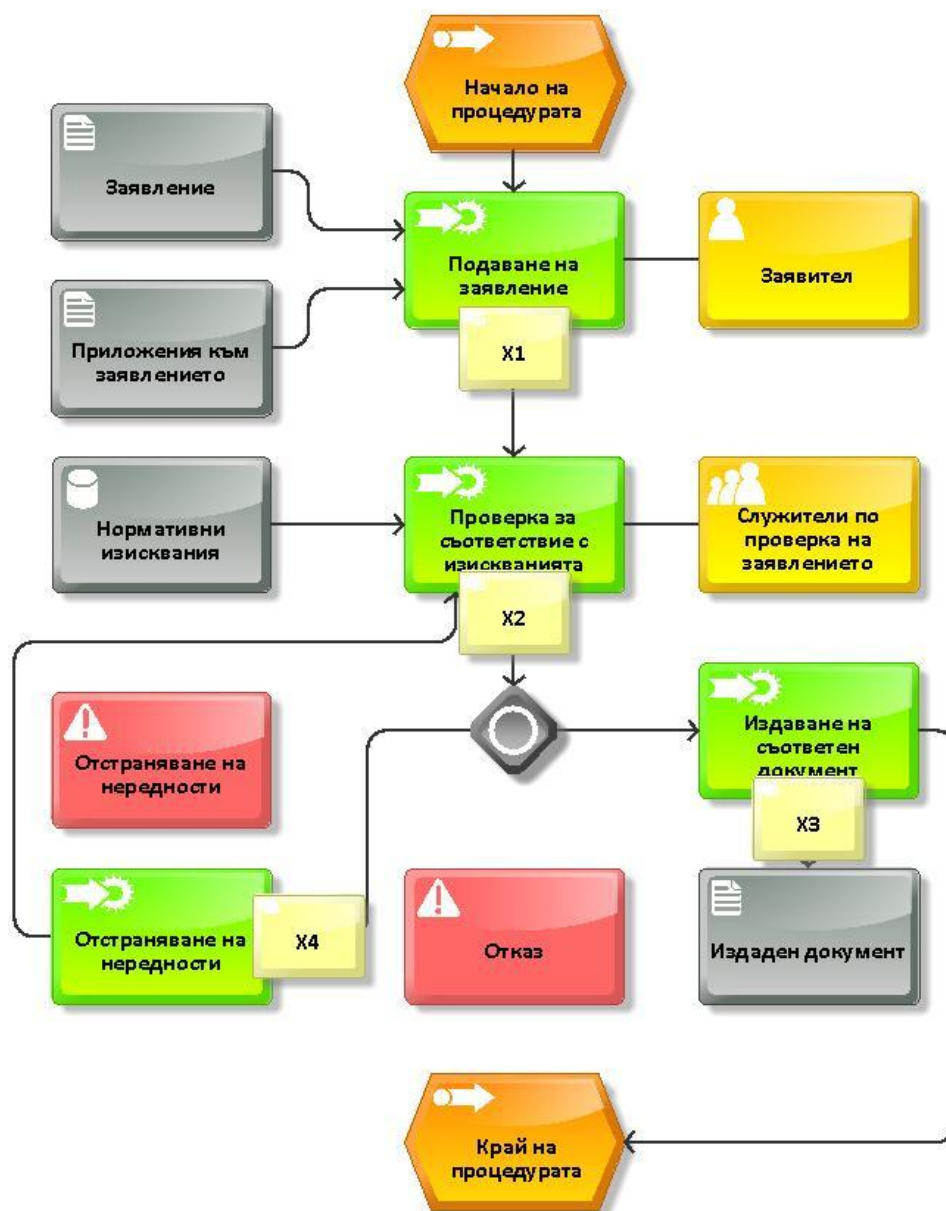 Начало на
процедурата
Заявление
Подаване на
заявление
Заявител
X1
Приложения към
заявлението
Нормативни
изисквания
Проверка за
съответствие с
изискванията
Служители по
проверка на
заявлението
X2
Отстраняване на
нередности
Издаване на
съответен
документ
X3
Отстраняване на
нередности
X4
Отказ
Издаден документ
Край на
процедурата